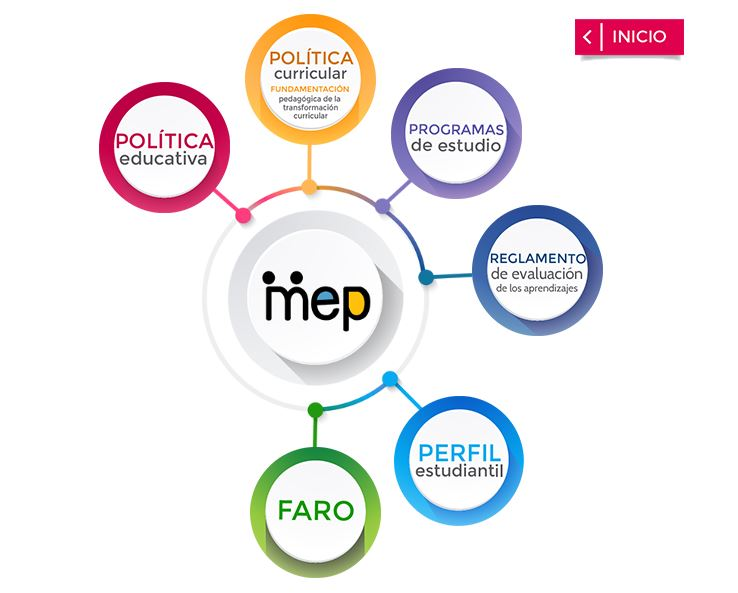 INICIO
POLÍTICA
curricular
FUNDAMENTACIÓN
pedagógica de la
transformación
curricular
PROGRAMAS
de estudio
POLÍTICA
educativa
REGLAMENTO
de evaluación
de los aprendizajes
mep
PERFIL
estudiantil
FARO